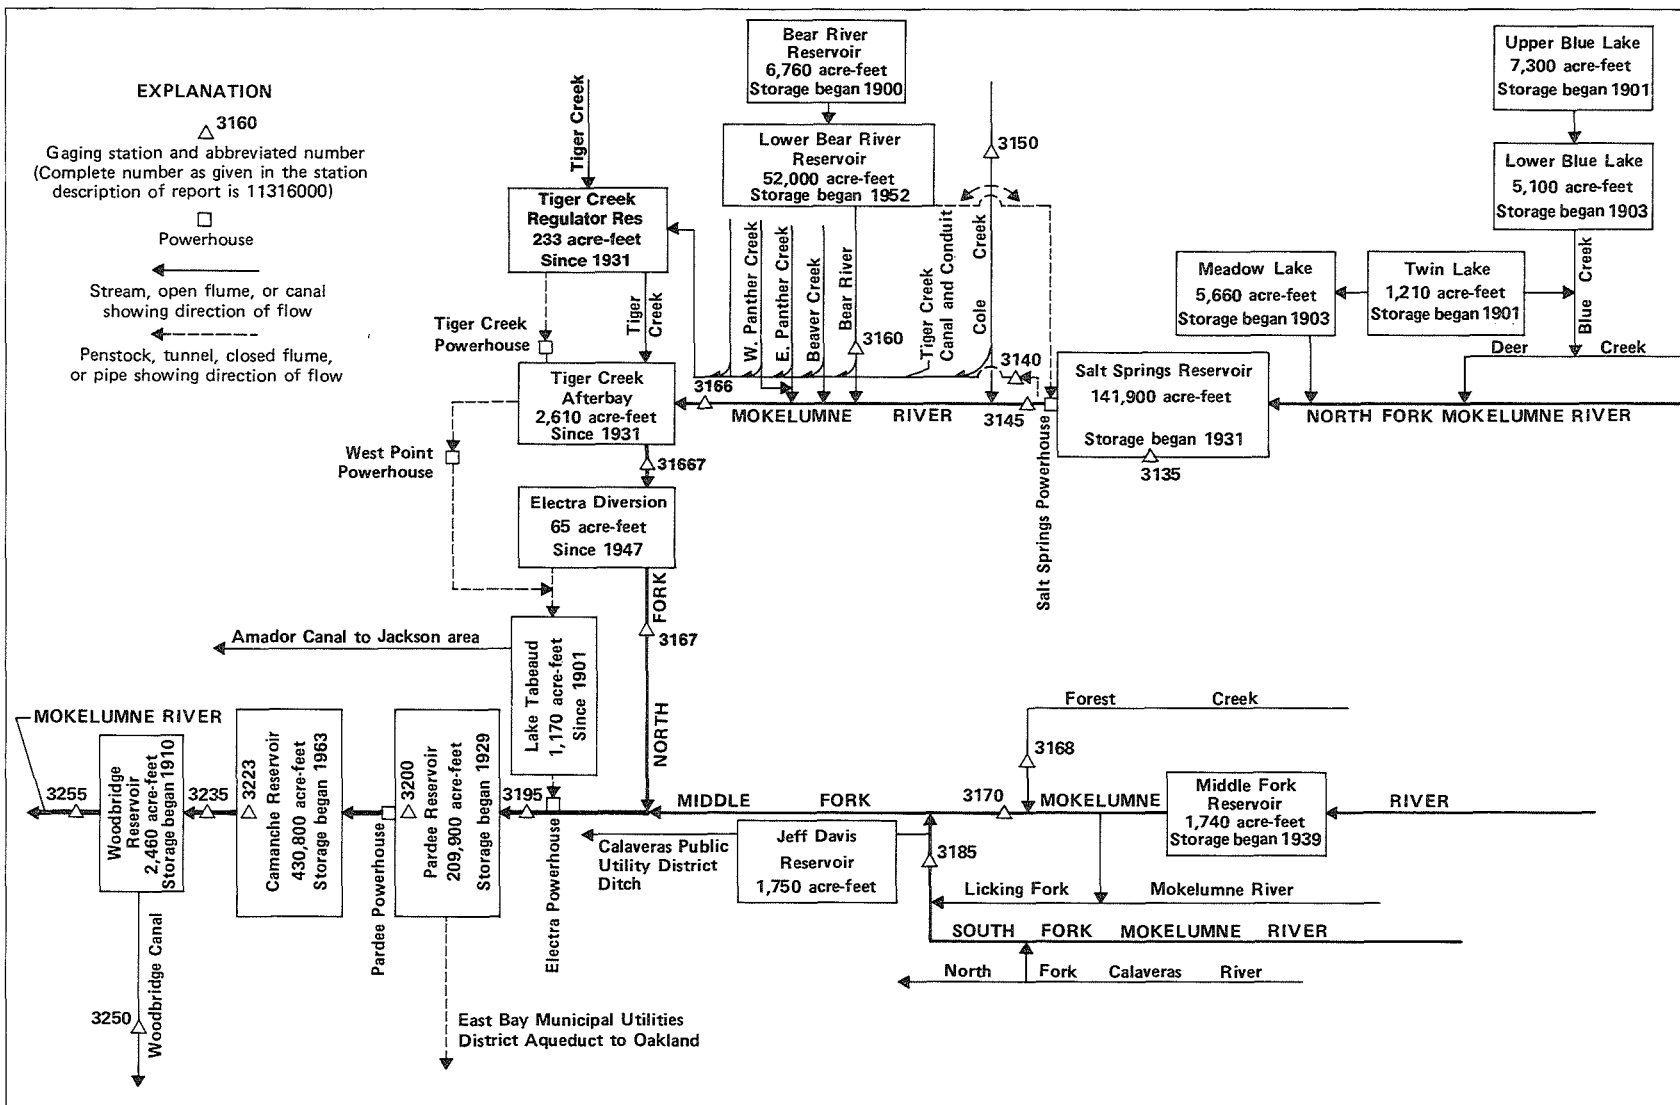 EXPLANATION
3160
Gaging station and abbreviated number
(Complete number as given in the station
description of report is 11316000)
Powerhouse
Stream, open flume, or canal
showing direction of flow
Penstock, tunnel, closed flume,
or pipe showing direction of flow
Tiger Creek
Tiger Creek
Regulator Res
233 acre-feet
Since 1931
Tiger Creek
Powerhouse
Tiger
Creek
Tiger Creek
Afterbay
2,610 acre-feet
Since 1931
West Point
Powerhouse
31667
Electra Diversion
65 acre-feet
Since 1947
Bear River
Reservoir
6,760 acre-feet
Storage began 1900
Lower Bear River
Reservoir
52,000 acre-feet
Storage began 1952
W. Panther Creek
E. Panther Creek
Beaver Creek
Bear River
3160
Tiger Creek
Canal and Conduit
Cole Creek
3150
3140
3166
MOKELUMNE RIVER
3145
Salt Springs Powerhouse
Salt Springs Reservoir
141,900 acre-feet
Storage began 1931
3135
Upper Blue Lake
7,300 acre-feet
Storage began 1901
Lower Blue Lake
5,100 acre-feet
Storage began 1903
Blue Creek
Meadow Lake
5,660 acre-feet
Storage began 1903
Twin Lake
1,210 acre-feet
Storage began 1901
Deer Creek
NORTH FORK MOKELUMNE RIVER
Amador Canal to Jackson area
Lake Tabeaud
1,170 acre-feet
Since 1901
NORTH FORK
3167
MOKELUMNE RIVER
3255
Woodbridge
Reservoir
2,460 acre-feet
Storage began 1910
3235
3223
Camanche Reservoir
430,800 acre-feet
Storage began 1963
Pardee Powerhouse
3200
Pardee Reservoir
209,900 acre-feet
Storage began 1929
3195
Electra Powerhouse
MIDDLE FORK
3170
MOKELUMNE
RIVER
Forest Creek
3168
Middle Fork
Reservoir
1,740 acre-feet
Storage began 1939
Calaveras Public
Utility District
Ditch
Jeff Davis
Reservoir
1,750 acre-feet
3185
Licking Fork Mokelumne River
SOUTH FORK MOKELUMNE RIVER
North Fork Calaveras River
3250
Woodbridge Canal
East Bay Municipal Utilities
District Aqueduct to Oakland